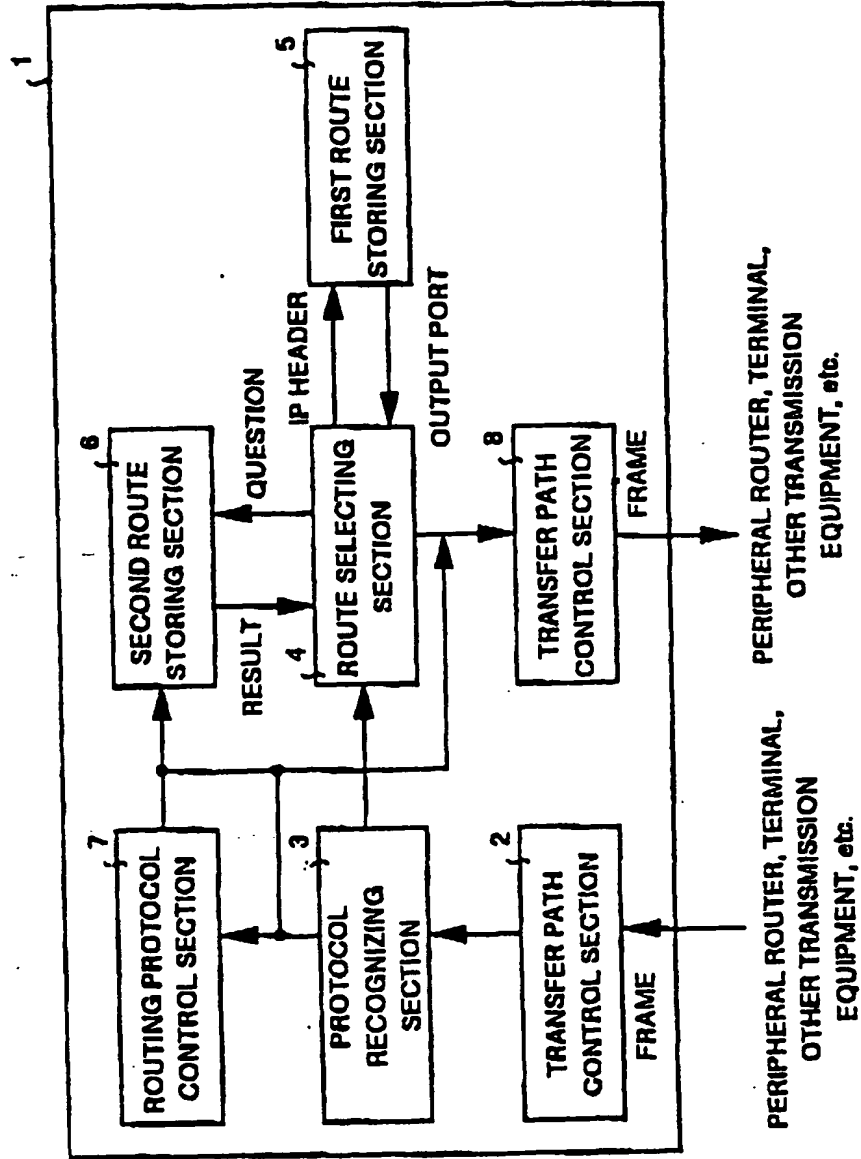 1
7
ROUTING PROTOCOL
CONTROL SECTION
6
SECOND ROUTE
STORING SECTION
RESULT
QUESTION
3
PROTOCOL
RECOGNIZING
SECTION
4
ROUTE SELECTING
SECTION
IP HEADER
OUTPUT PORT
5
FIRST ROUTE
STORING SECTION
2
TRANSFER PATH
CONTROL SECTION
8
TRANSFER PATH
CONTROL SECTION
FRAME
FRAME
PERIPHERAL ROUTER, TERMINAL,
OTHER TRANSMISSION
EQUIPMENT, etc.
PERIPHERAL ROUTER, TERMINAL,
OTHER TRANSMISSION
EQUIPMENT, etc.